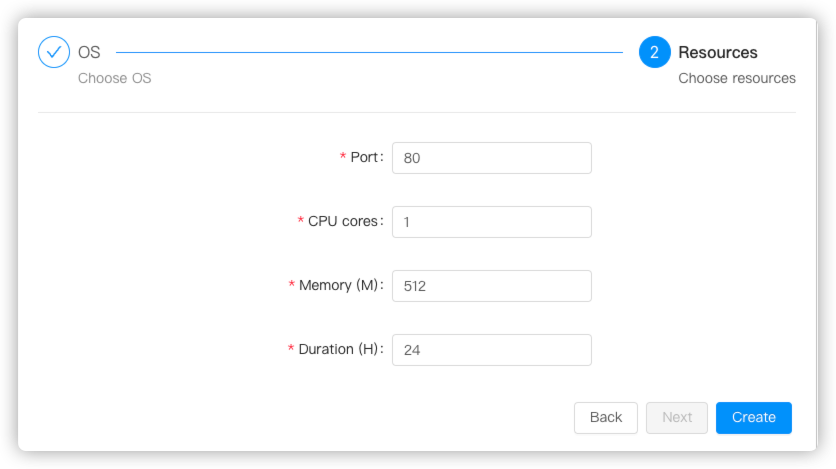 OS
Choose OS
2 Resources
Choose resources
* Port: 80
* CPU cores: 1
* Memory (M): 512
* Duration (H): 24
Back Next Create